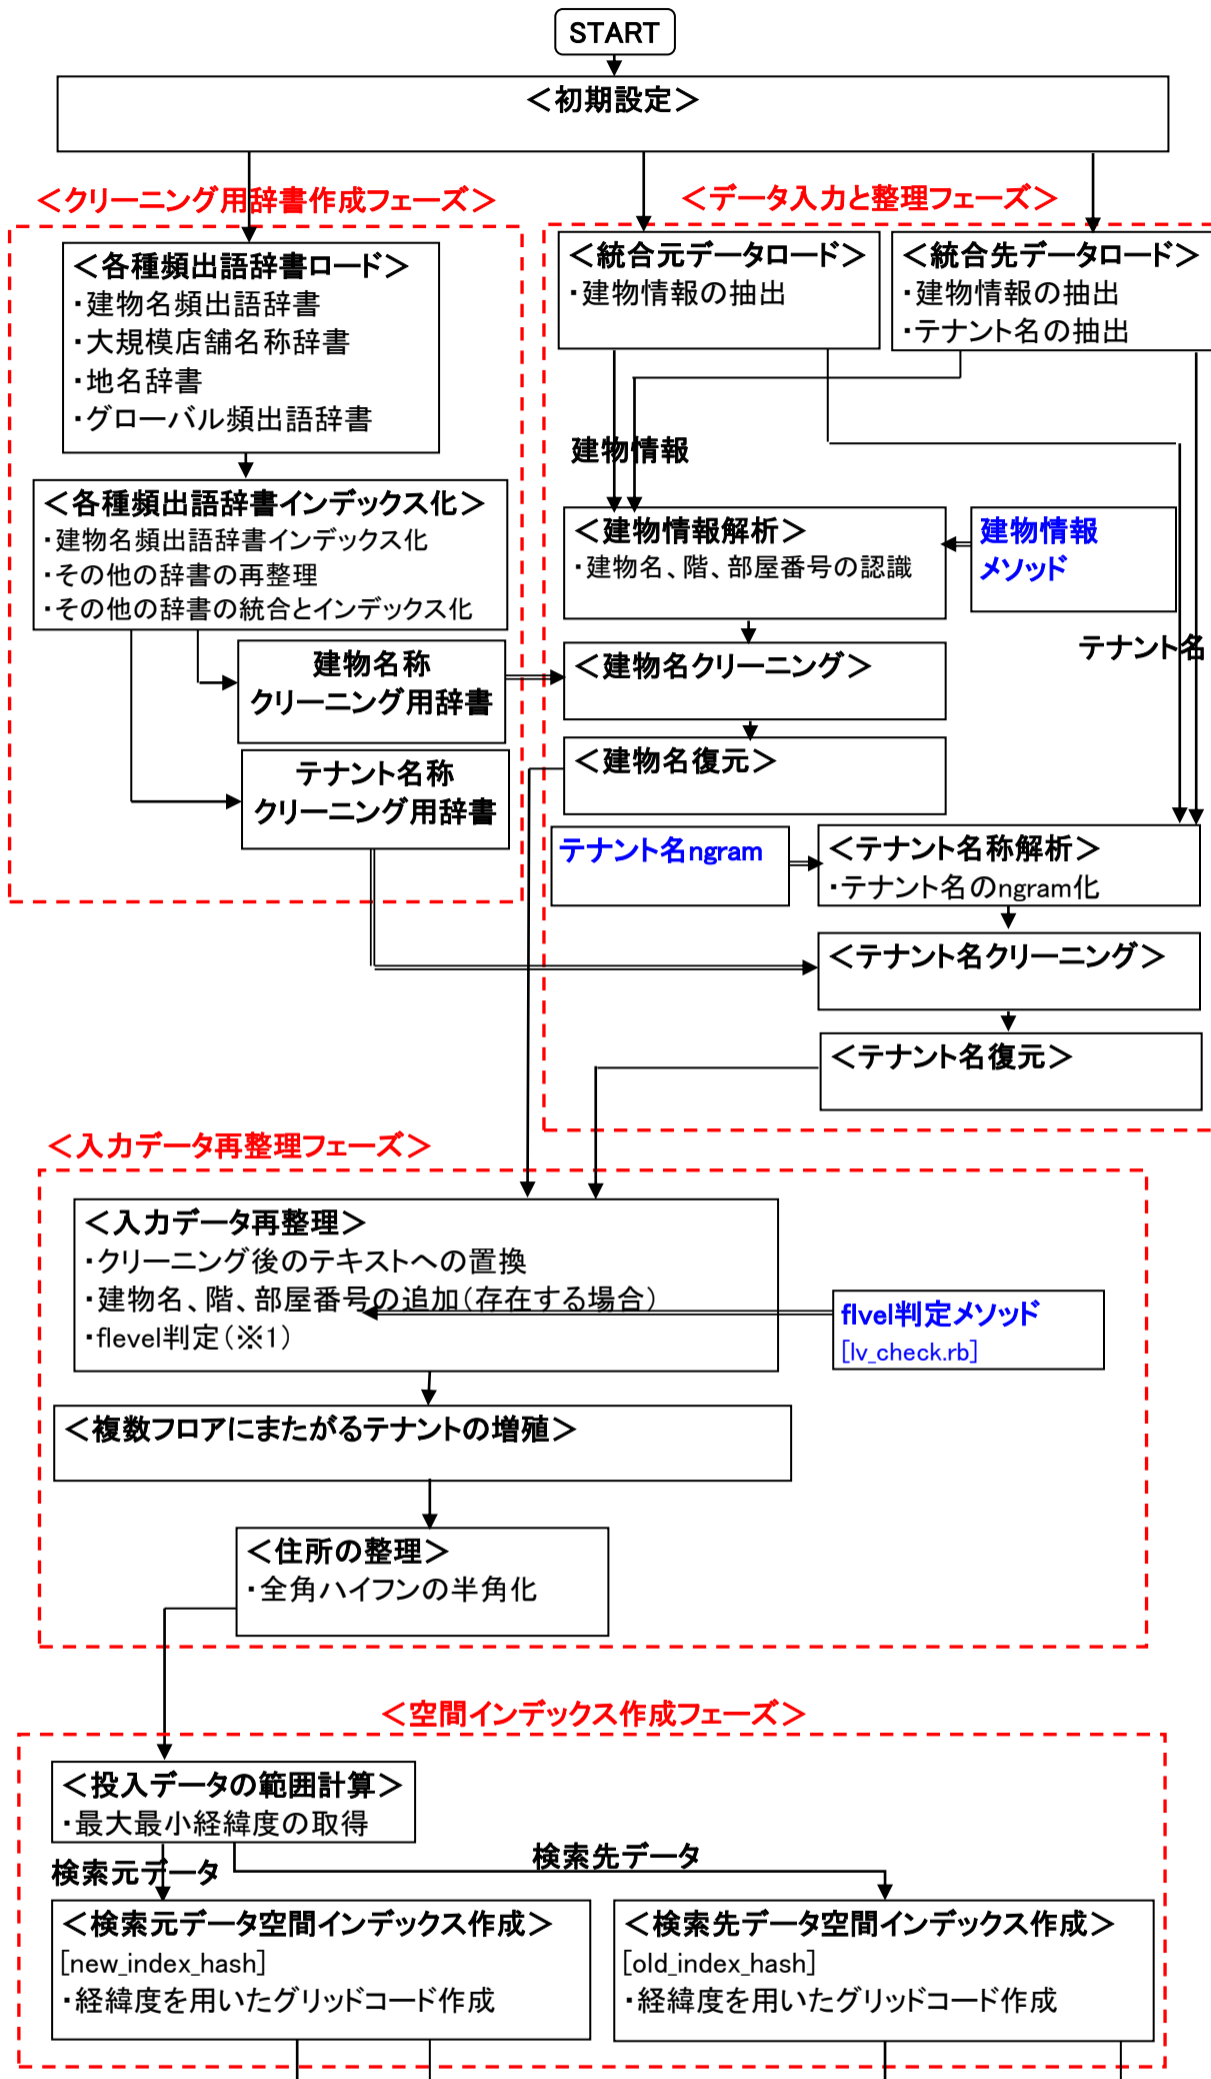 START
＜初期設定＞
＜クリーニング用辞書作成フェーズ＞
＜各種頻出語辞書ロード＞
・建物名頻出語辞書
・大規模店舗名称辞書
・地名辞書
・グローバル頻出語辞書
＜各種頻出語辞書インデックス化＞
・建物名頻出語辞書インデックス化
・その他の辞書の再整理
・その他の辞書の統合とインデックス化
建物名称
クリーニング用辞書
テナント名称
クリーニング用辞書
＜データ入力と整理フェーズ＞
＜統合元データロード＞
・建物情報の抽出
＜統合先データロード＞
・建物情報の抽出
・テナント名の抽出
建物情報
＜建物情報解析＞
・建物名、階、部屋番号の認識
建物情報
メソッド
テナント名
＜建物名クリーニング＞
＜建物名復元＞
テナント名ngram
＜テナント名称解析＞
・テナント名のngram化
＜テナント名クリーニング＞
＜テナント名復元＞
＜入力データ再整理フェーズ＞
＜入力データ再整理＞
・クリーニング後のテキストへの置換
・建物名、階、部屋番号の追加（存在する場合）
・flevel判定（※1）
flvel判定メソッド
[lv_check.rb]
＜複数フロアにまたがるテナントの増殖＞
＜住所の整理＞
・全角ハイフンの半角化
＜空間インデックス作成フェーズ＞
＜投入データの範囲計算＞
・最大最小経緯度の取得
検索元データ
検索先データ
＜検索元データ空間インデックス作成＞
[new_index_hash]
・経緯度を用いたグリッドコード作成
＜検索先データ空間インデックス作成＞
[old_index_hash]
・経緯度を用いたグリッドコード作成